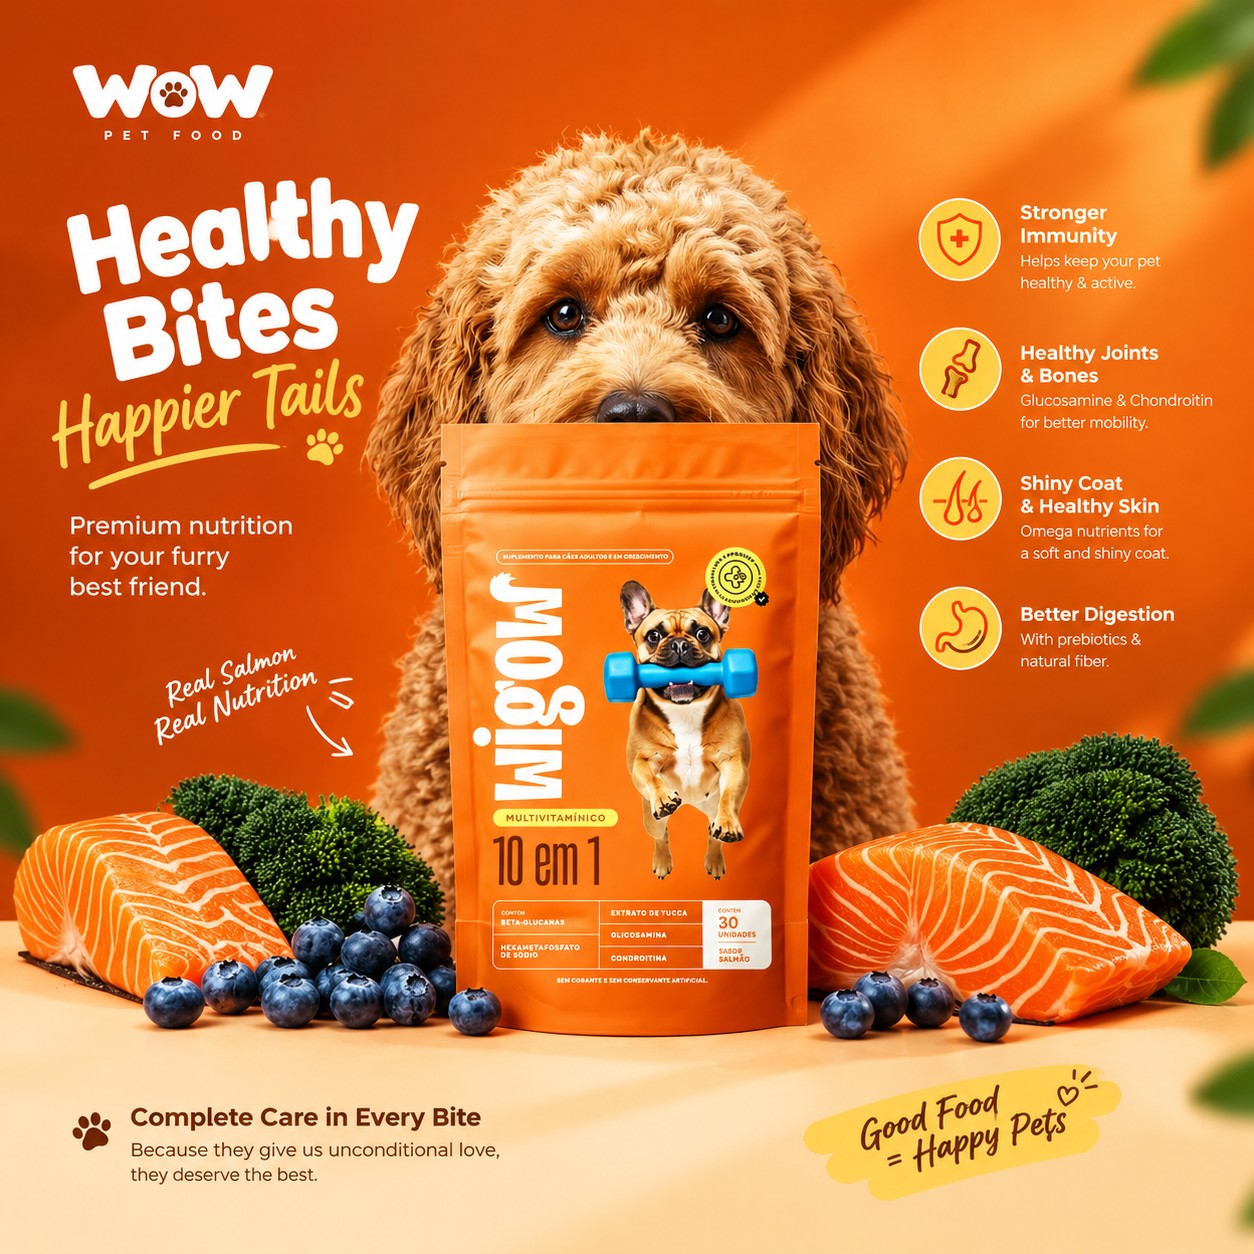 WOW
PET FOOD
Healthy
Bites
Happier Tails
Premium nutrition
for your furry
best friend.
Real Salmon
Real Nutrition
Stronger
Immunity
Helps keep your pet
healthy & active.
Healthy Joints
& Bones
Glucosamine & Chondroitin
for better mobility.
Shiny Coat
& Healthy Skin
Omega nutrients for
a soft and shiny coat.
Better Digestion
With prebiotics &
natural fiber.
SUPLEMENTO PARA CÃES ADULTOS E EM CRESCIMENTO
MULTIVITAMÍNICO
10 em 1
CONTÉM
BETA-GLUCANAS
HEXAMETAFOSFATO
DE SÓDIO
EXTRATO DE YUCCA
GLICOSAMINA
CONDROITINA
CONTÉM
30
UNIDADES
SABOR
SALMÃO
SEM CORANTE E SEM CONSERVANTE ARTIFICIAL.
Complete Care in Every Bite
Because they give us unconditional love,
they deserve the best.
Good Food
= Happy Pets